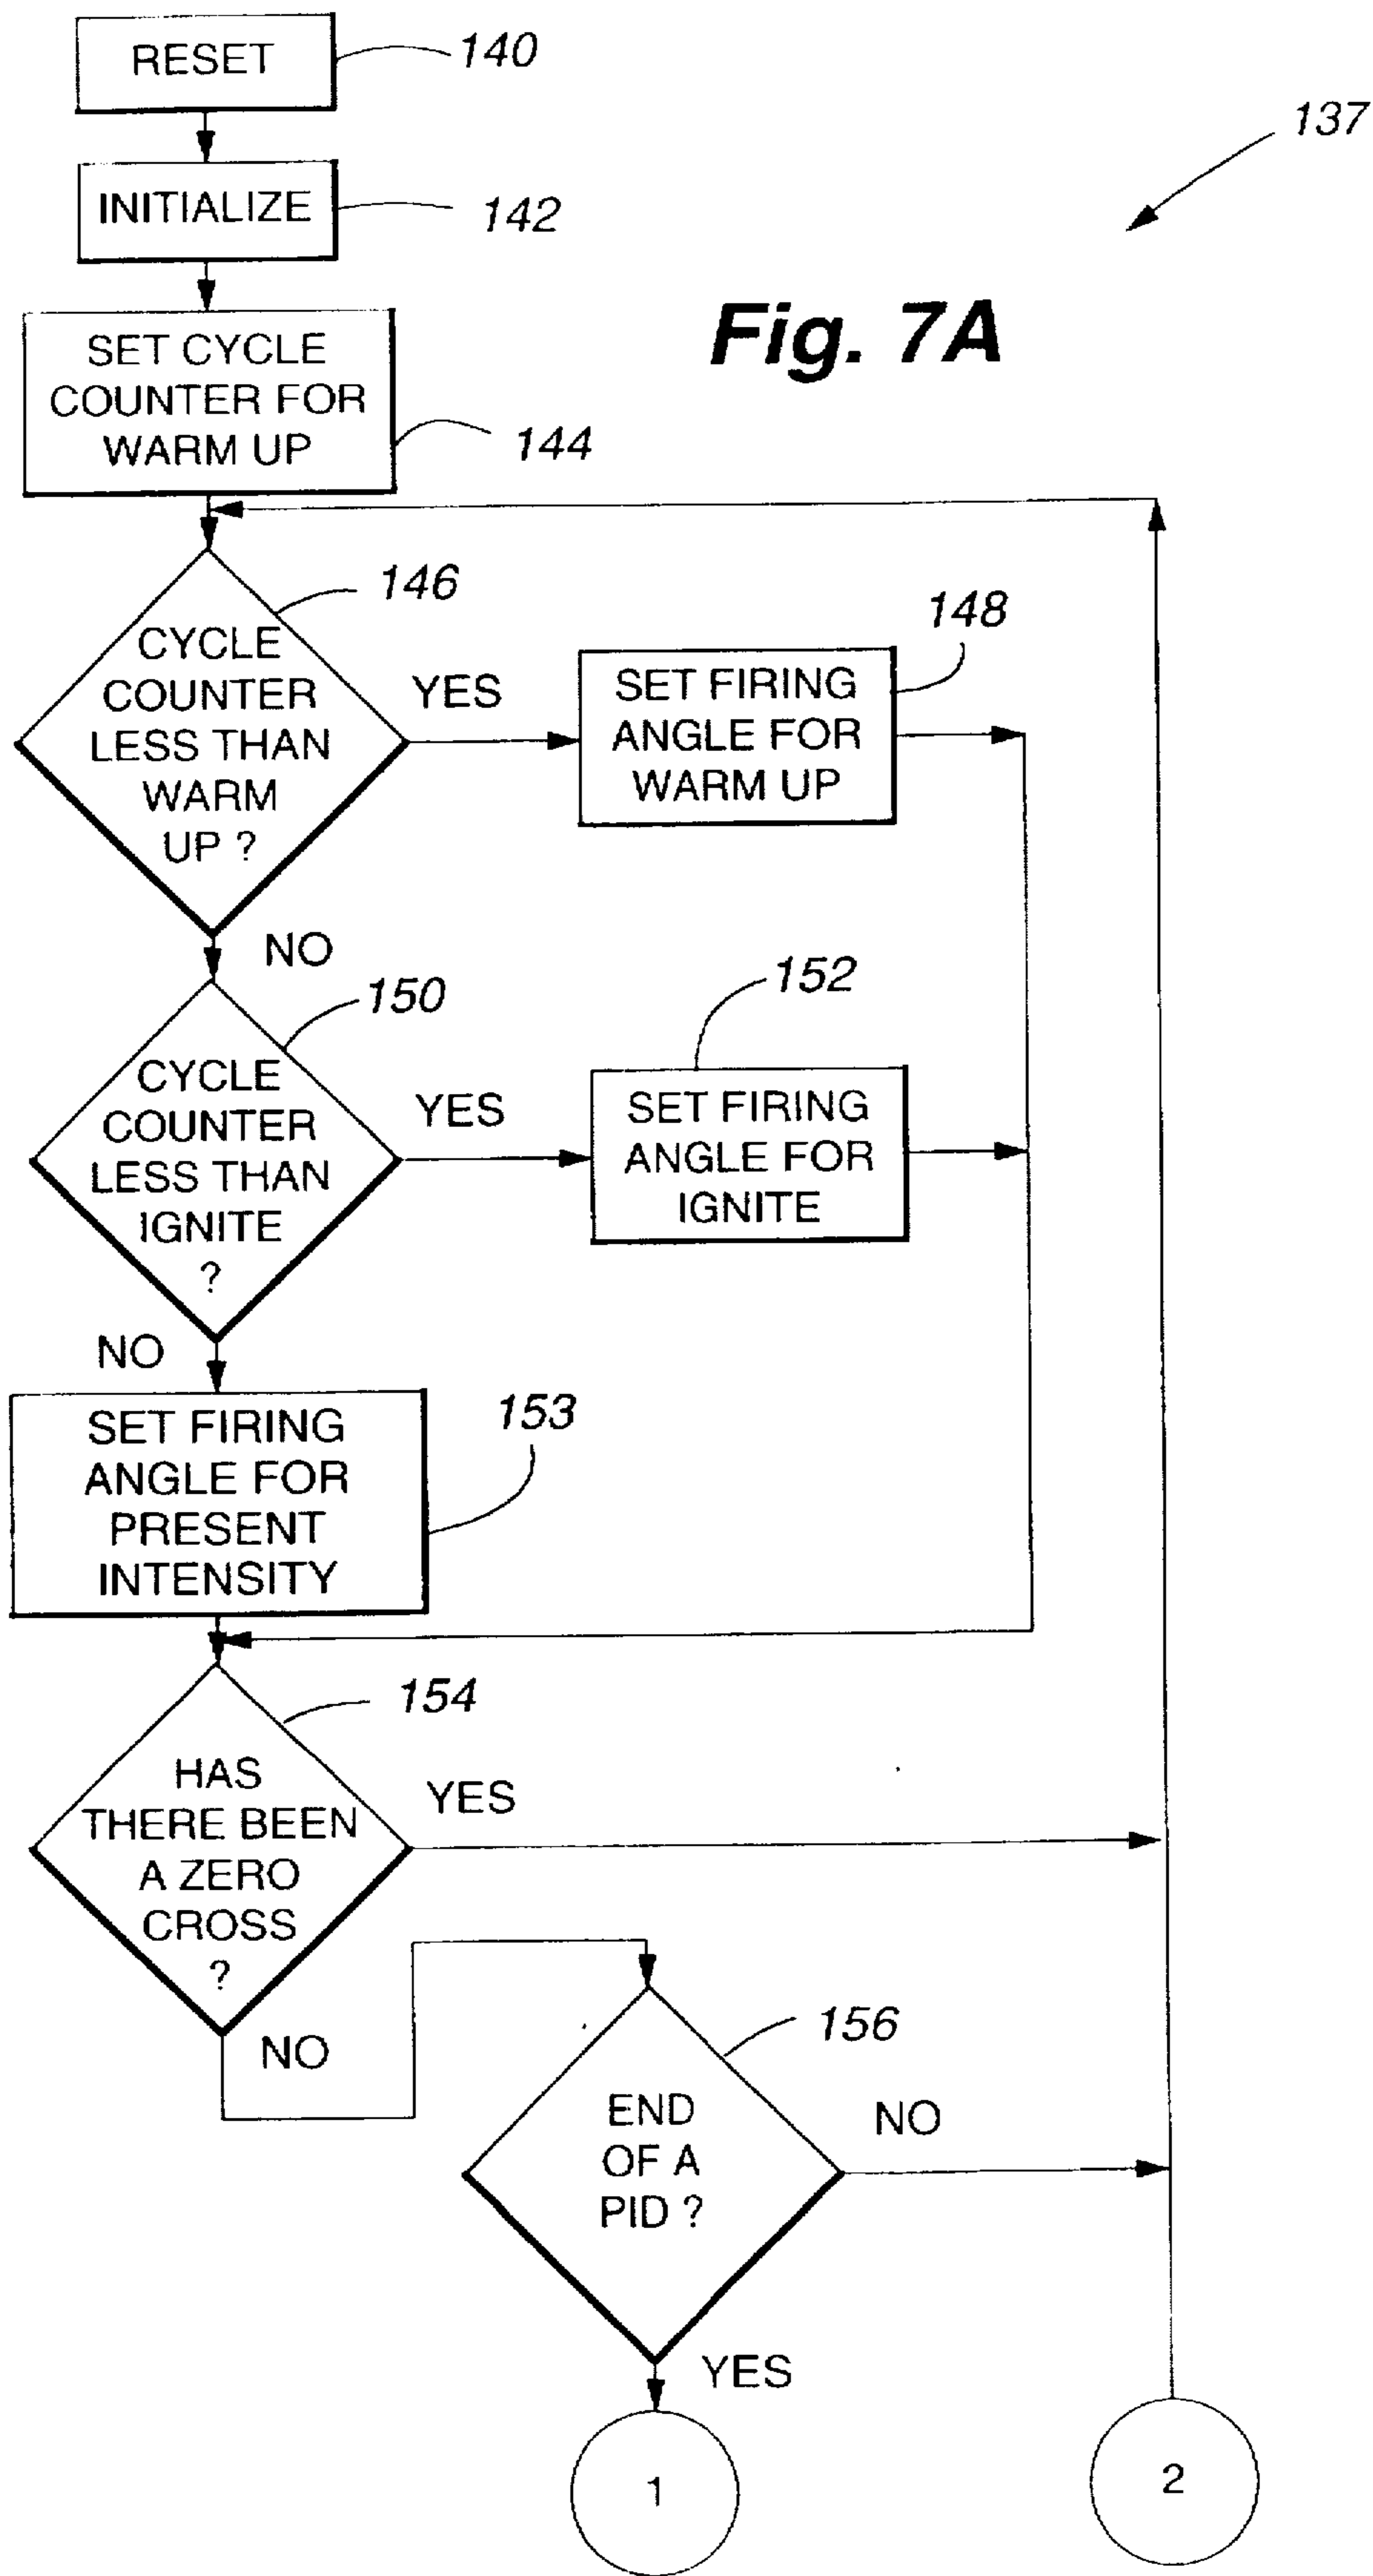 RESET
140
137
INITIALIZE
142
Fig. 7A
SET CYCLE
COUNTER FOR
WARM UP
144
146
CYCLE
COUNTER
LESS THAN
WARM
UP ?
YES
148
SET FIRING
ANGLE FOR
WARM UP
NO
150
CYCLE
COUNTER
LESS THAN
IGNITE
?
YES
152
SET FIRING
ANGLE FOR
IGNITE
NO
SET FIRING
ANGLE FOR
PRESENT
INTENSITY
153
154
HAS
THERE BEEN
A ZERO
CROSS
?
YES
NO
156
END
OF A
PID ?
NO
YES
1
2